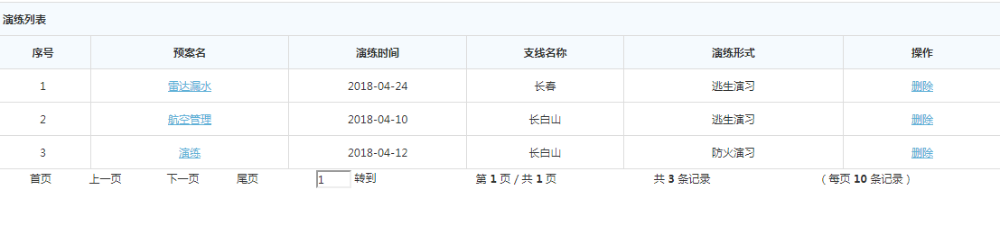 演练列表
序号 预案名 演练时间 支线名称 演练形式 操作
1 雷达漏水 2018-04-24 长春 逃生演习 删除
2 航空管理 2018-04-10 长白山 逃生演习 删除
3 演练 2018-04-12 长白山 防火演习 删除
首页 上一页 下一页 尾页 1 转到 第 1 页 / 共 1 页 共 3 条记录 ( 每页 10 条记录 )